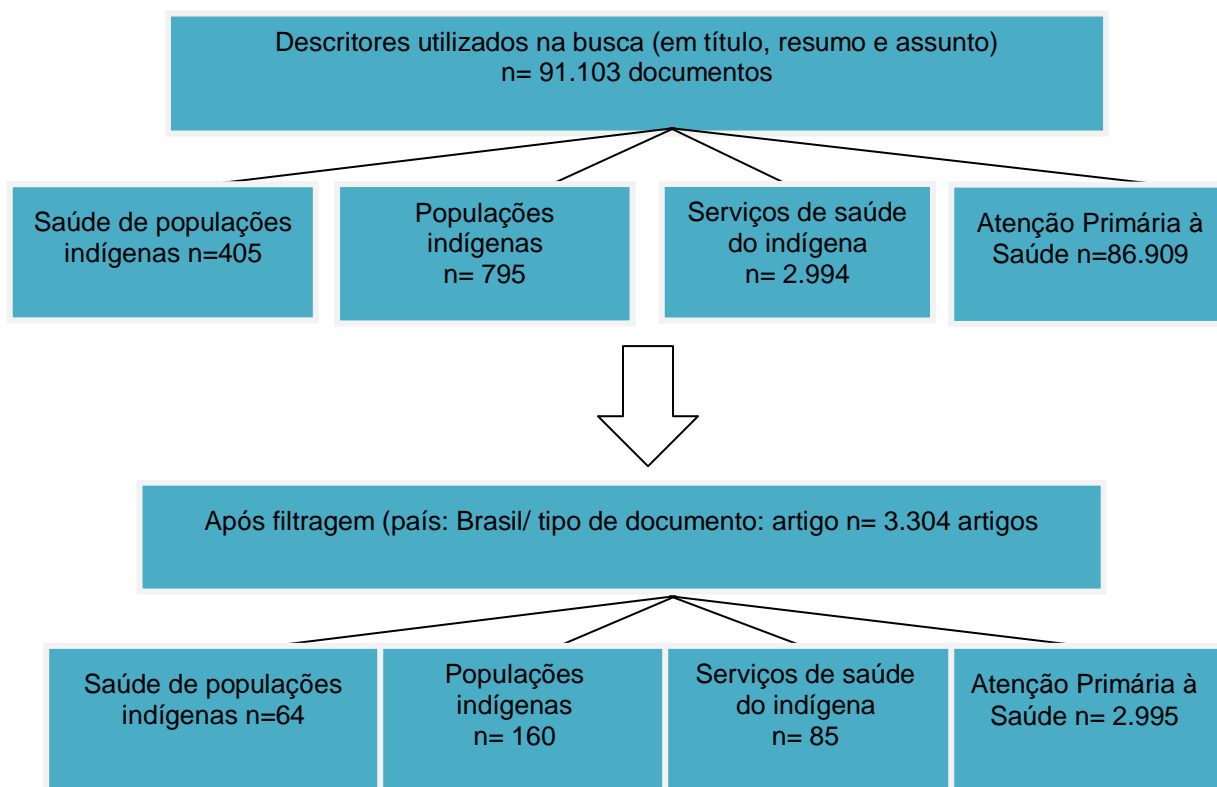 Descritores utilizados na busca (em título, resumo e assunto)
n= 91.103 documentos
Saúde de populações
indígenas n=405
Populações
indígenas
n= 795
Serviços de saúde
do indígena
n= 2.994
Atenção Primária à
Saúde n=86.909
Após filtragem (país: Brasil/ tipo de documento: artigo n= 3.304 artigos
Saúde de populações
indígenas n=64
Populações
indígenas
n= 160
Serviços de saúde
do indígena
n= 85
Atenção Primária à
Saúde n= 2.995